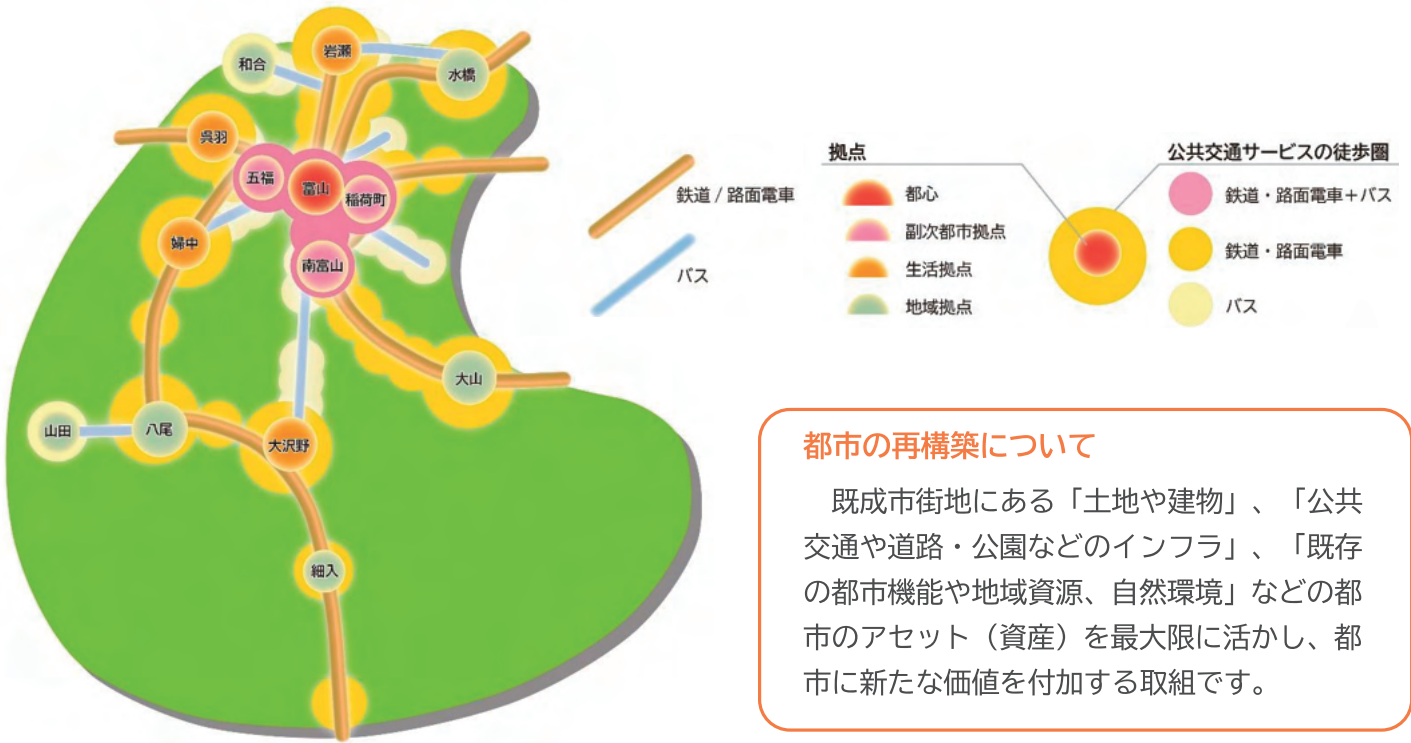 岩瀬
和合
水橋
呉羽
五福
富山
稲荷町
婦中
南富山
大山
山田
八尾
大沢野
細入
鉄道 / 路面電車
バス
拠点
都心
副次都市拠点
生活拠点
地域拠点
公共交通サービスの徒歩圏
鉄道・路面電車＋バス
鉄道・路面電車
バス
都市の再構築について
既成市街地にある「土地や建物」、「公共
交通や道路・公園などのインフラ」、「既存
の都市機能や地域資源、自然環境」などの都
市のアセット（資産）を最大限に活かし、都
市に新たな価値を付加する取組です。